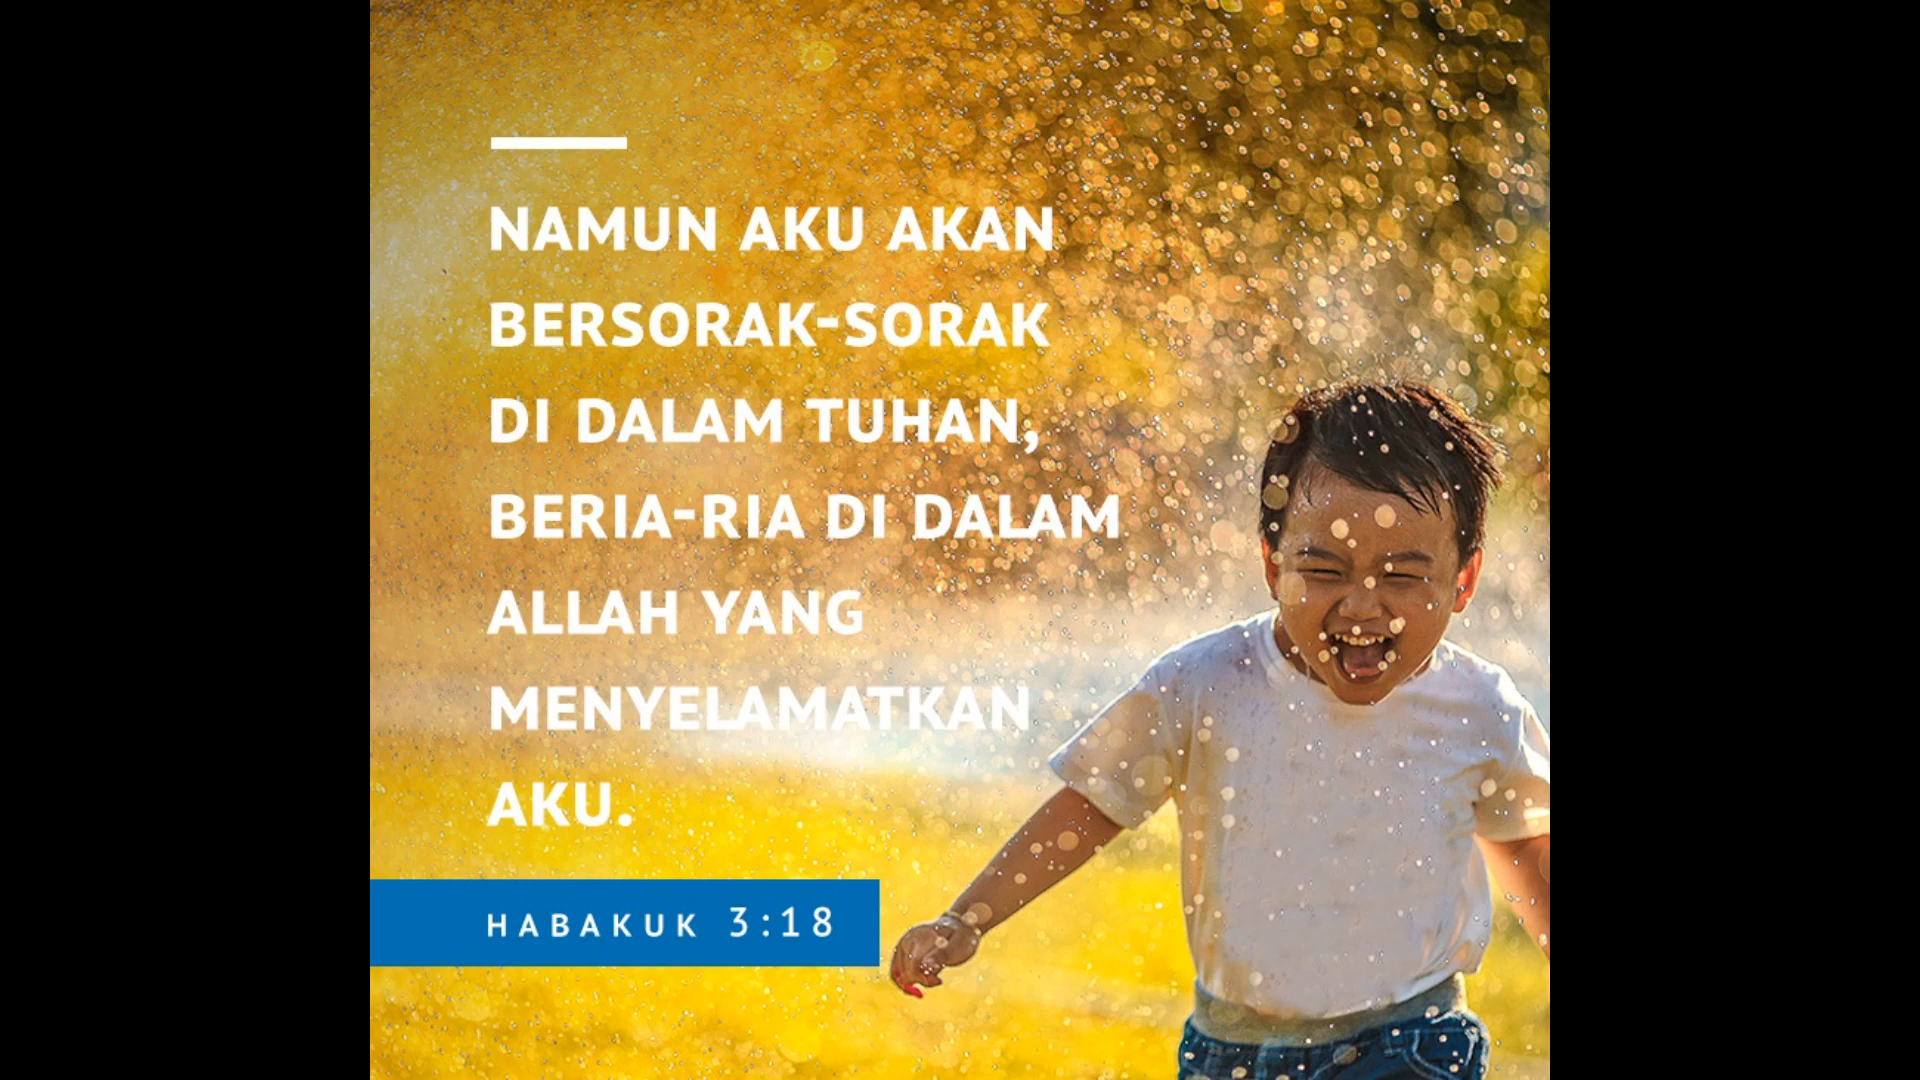 NAMUN AKU AKAN
BERSORAK-SORAK
DI DALAM TUHAN,
BERIA-RIA DI DALAM
ALLAH YANG
MENYELAMATKAN
AKU.
HABAKUK 3:18